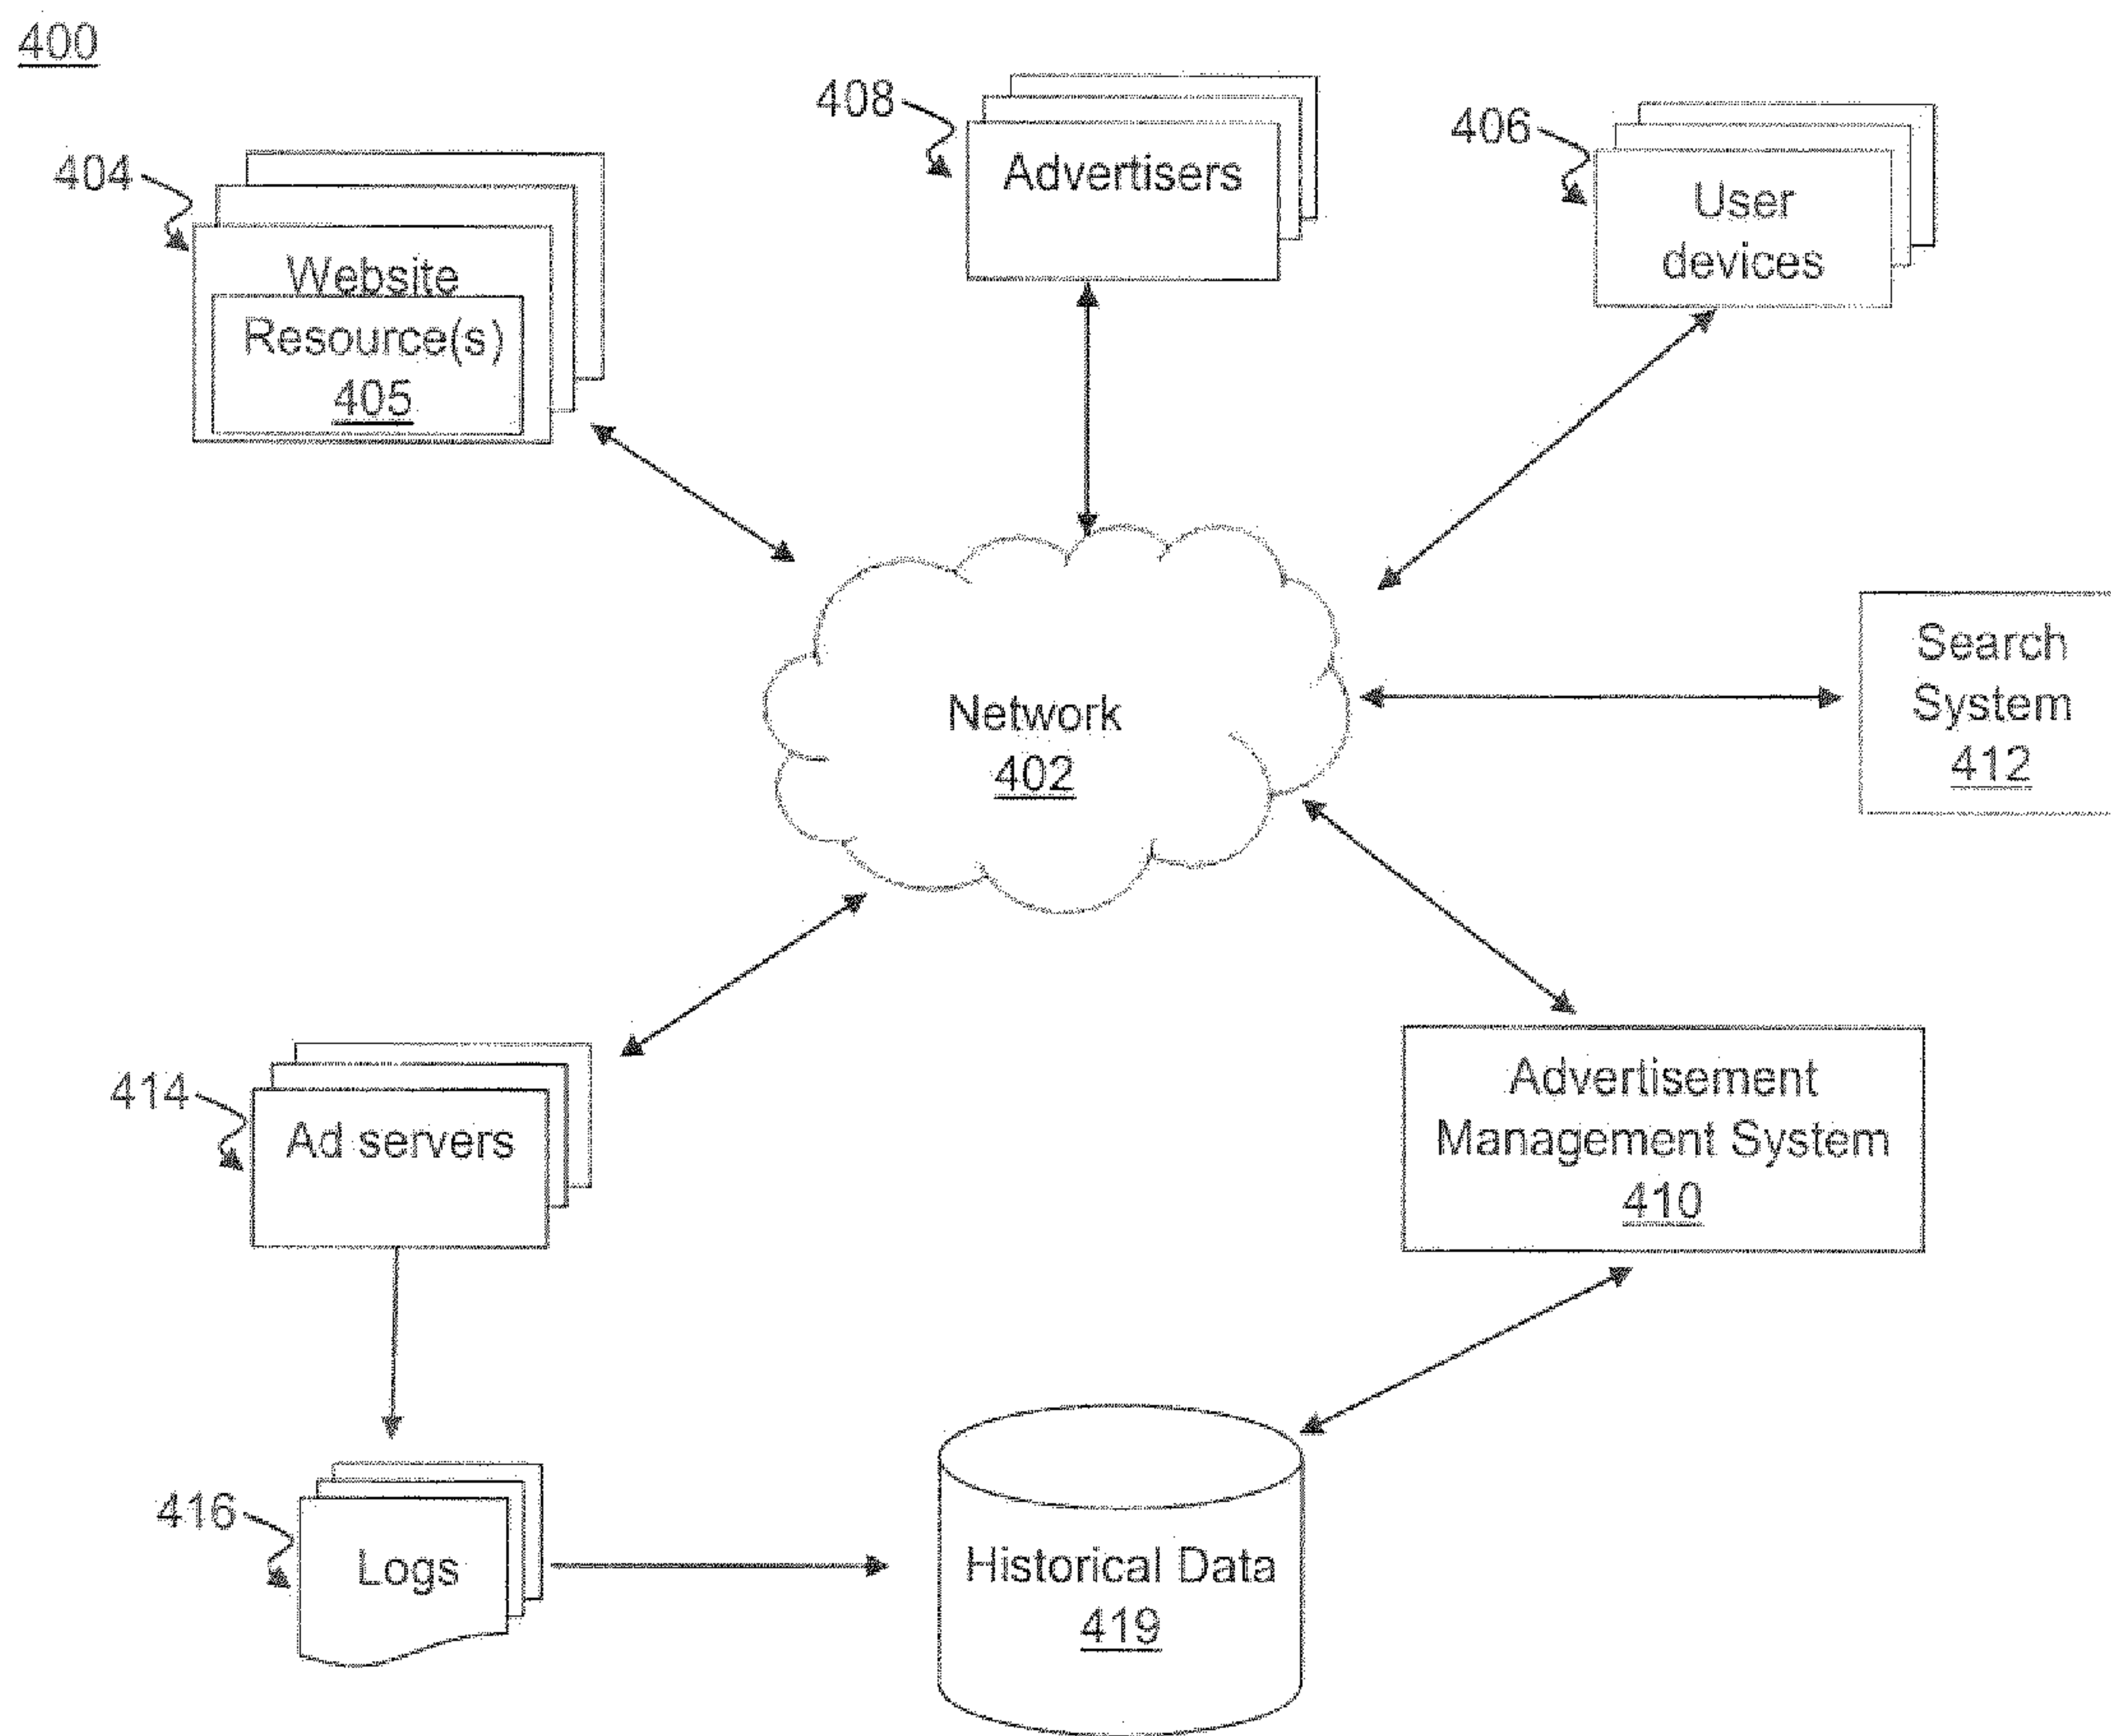 400
408
Advertisers
406
User
devices
404
Website
Resource(s)
405
Network
402
Search
System
412
414
Ad servers
Advertisement
Management System
410
416
Logs
Historical Data
419